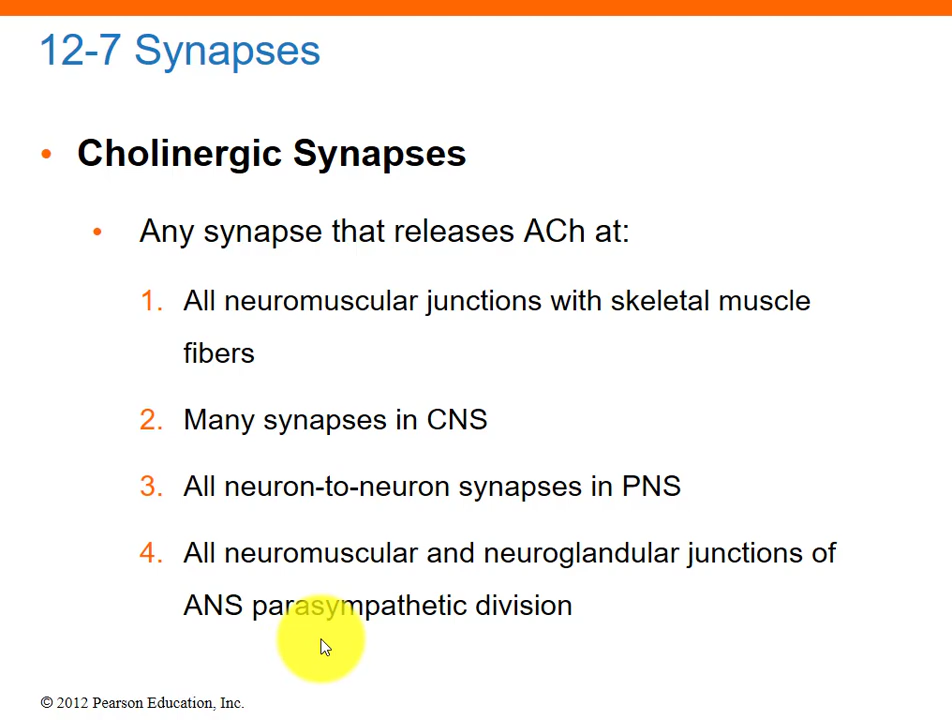 12-7 Synapses
• Cholinergic Synapses
• Any synapse that releases ACh at:
1. All neuromuscular junctions with skeletal muscle
fibers
2. Many synapses in CNS
3. All neuron-to-neuron synapses in PNS
4. All neuromuscular and neuroglandular junctions of
ANS parasympathetic division
© 2012 Pearson Education, Inc.